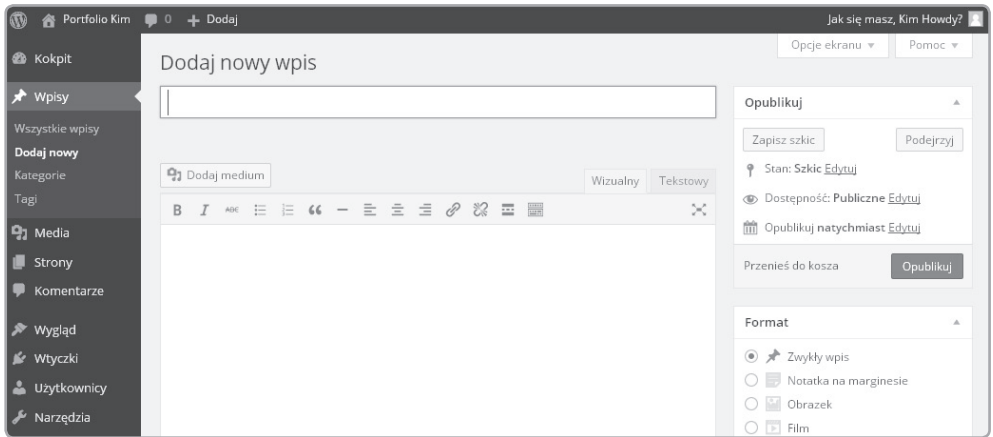 Portfolio Kim 0 + Dodaj Jak się masz, Kim Howdy?
Kokpit
Wpisy
Wszystkie wpisy
Dodaj nowy
Kategorie
Tagi
Media
Strony
Komentarze
Wygląd
Wtyczki
Użytkownicy
Narzędzia
Opcje ekranu Pomoc
Dodaj nowy wpis
Dodaj medium
Wizualny Tekstowy
B I ABC
Opublikuj
Zapisz szkic Podejrzyj
Stan: Szkic Edytuj
Dostępność: Publiczne Edytuj
Opublikuj natychmiast Edytuj
Przenieś do kosza Opublikuj
Format
Zwykły wpis
Notatka na marginesie
Obrazek
Film